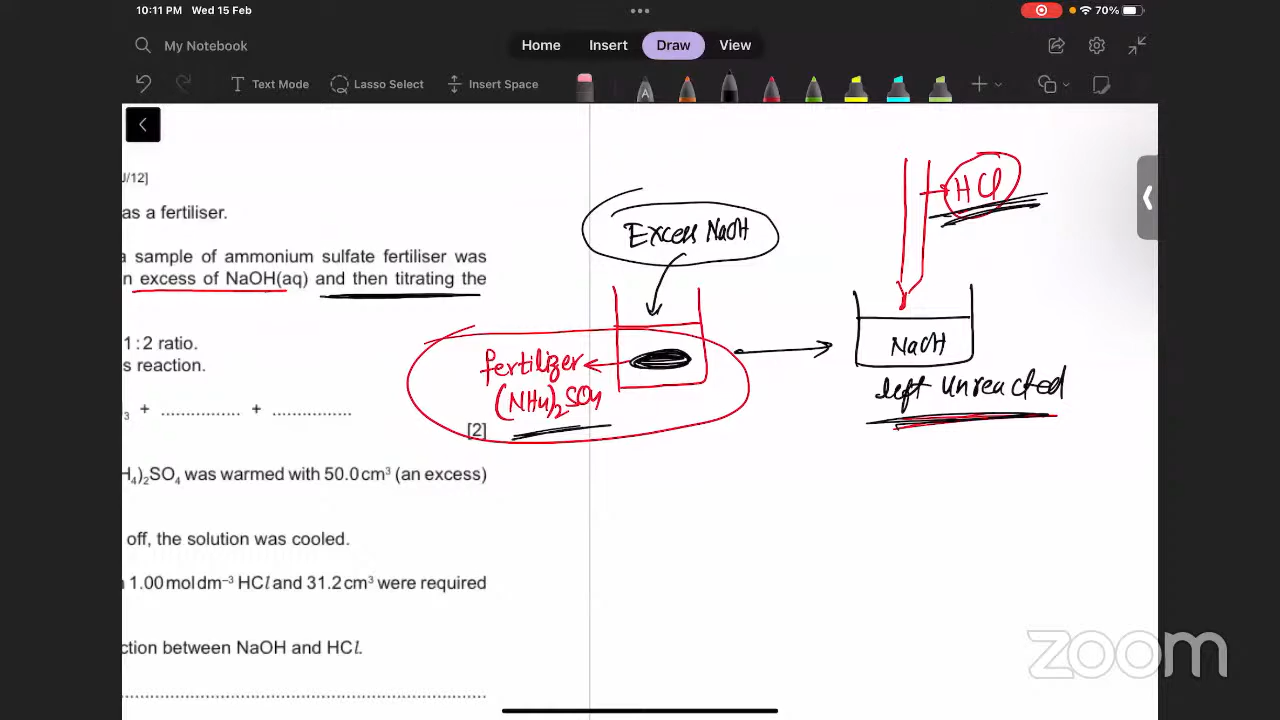 10:11 PM Wed 15 Feb
70%
My Notebook
Home Insert Draw View
Text Mode Lasso Select Insert Space
A
J/12]
as a fertiliser.
a sample of ammonium sulfate fertiliser was
n excess of NaOH(aq) and then titrating the
1 : 2 ratio.
s reaction.
3 + ................ + ................
[2]
H₄)₂SO₄ was warmed with 50.0 cm³ (an excess)
off, the solution was cooled.
1.00 mol dm⁻³ HCl and 31.2 cm³ were required
ction between NaOH and HCl.
Excess NaOH
fertilizer
(NH4)2SO4
HCl
NaOH
left unreacted
zoom